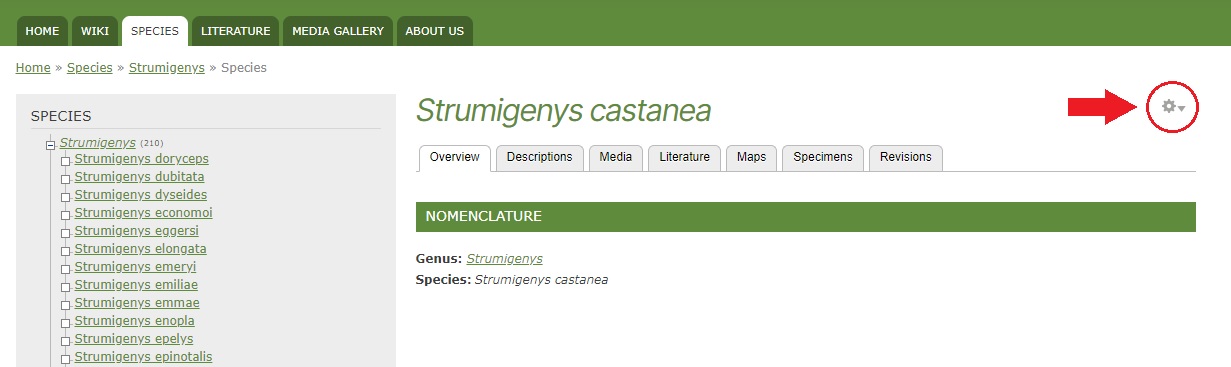 HOME WIKI SPECIES LITERATURE MEDIA GALLERY ABOUT US
Home » Species » Strumigenys » Species
SPECIES
Strumigenys (210)
Strumigenys doryceps
Strumigenys dubitata
Strumigenys dyseides
Strumigenys economoi
Strumigenys eggersi
Strumigenys elongata
Strumigenys emeryi
Strumigenys emiliae
Strumigenys emmae
Strumigenys enopla
Strumigenys epelys
Strumigenys epinotalis
Strumigenys castanea
Overview Descriptions Media Literature Maps Specimens Revisions
NOMENCLATURE
Genus: Strumigenys
Species: Strumigenys castanea